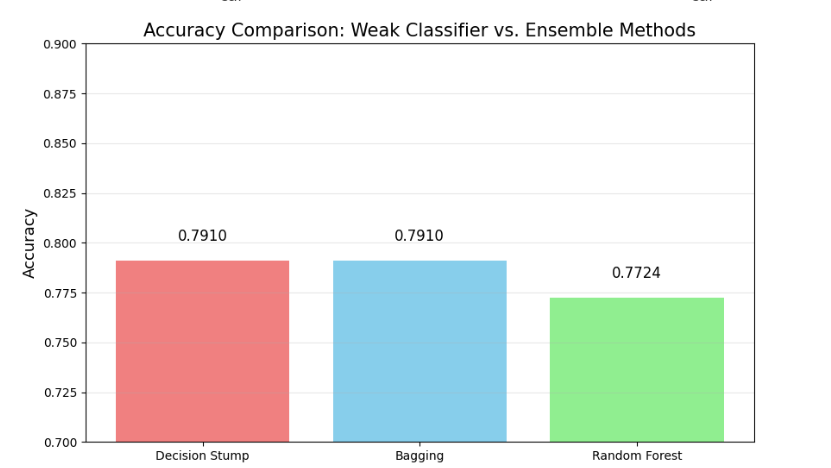 Accuracy Comparison: Weak Classifier vs. Ensemble Methods
0.900
0.875
0.850
0.825
0.800
0.775
0.750
0.725
0.700
Accuracy
0.7910
0.7910
0.7724
Decision Stump
Bagging
Random Forest